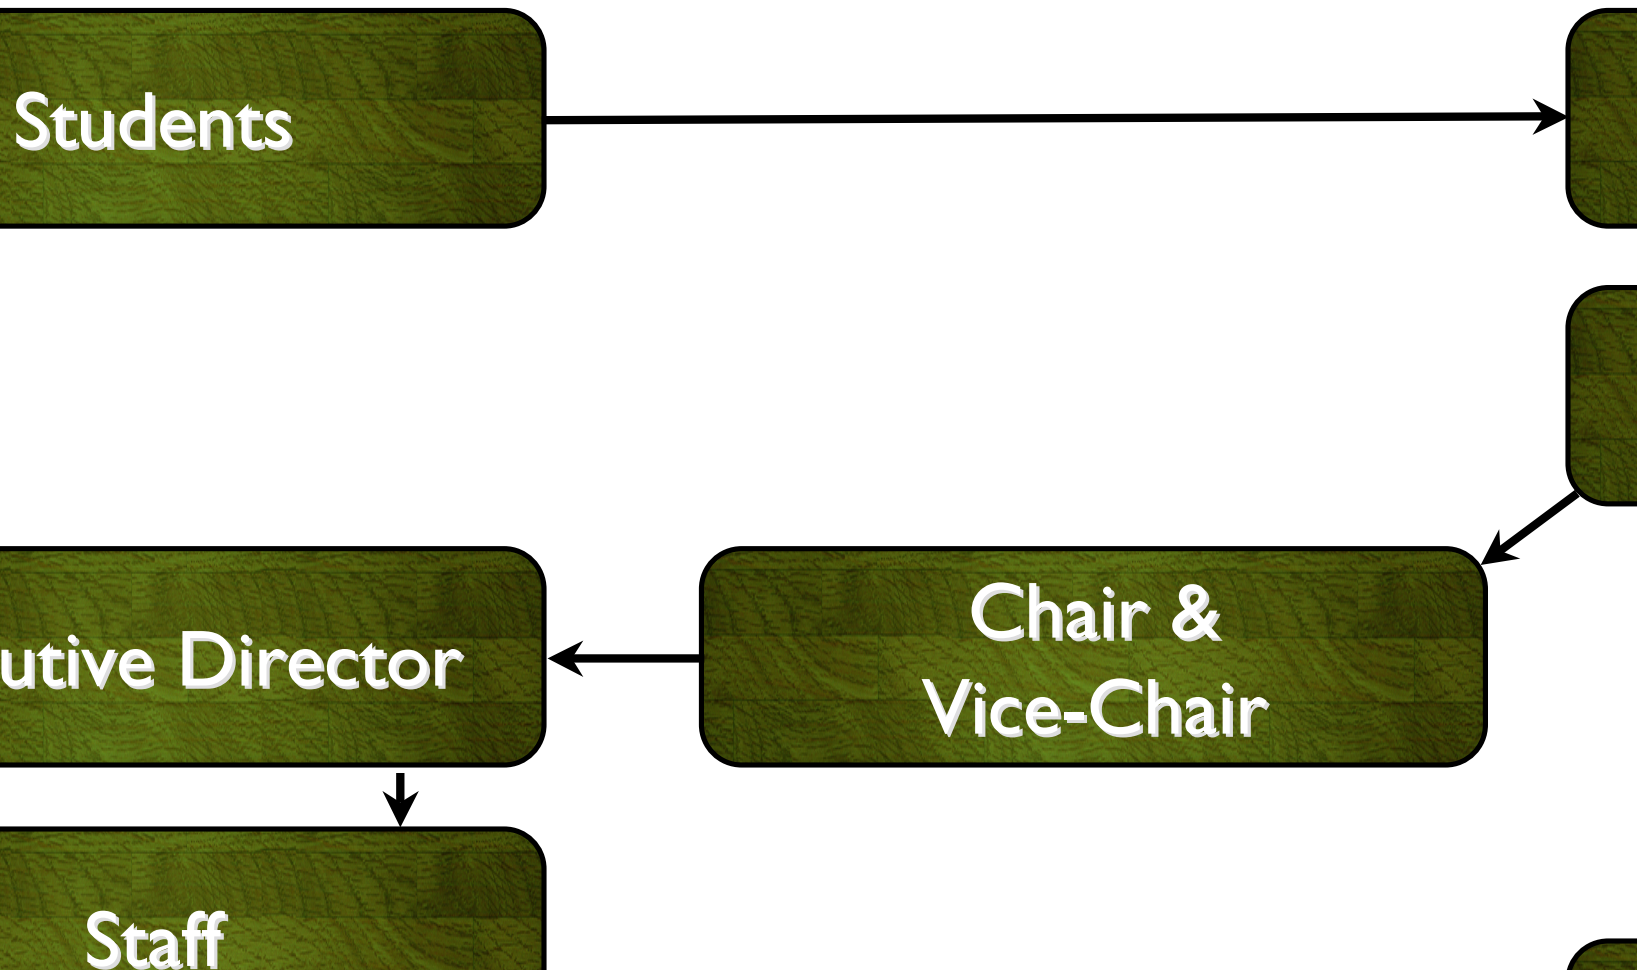 Students
utive Director
Chair &
Vice-Chair
Staff